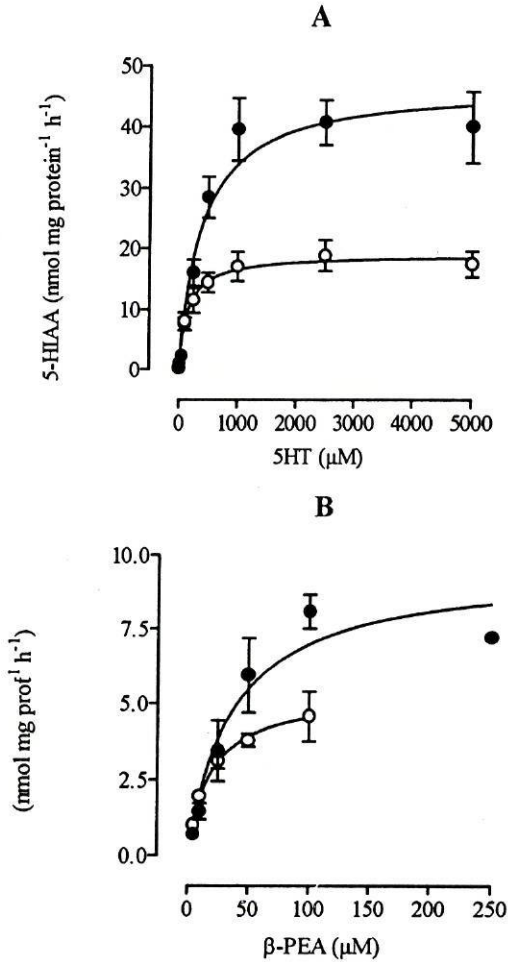 A
50
40
30
20
10
0
5-HIAA (nmol mg protein⁻¹ h⁻¹)
0 1000 2000 3000 4000 5000
5HT (μM)
B
10.0
7.5
5.0
2.5
0.0
(nmol mg prot¹ h⁻¹)
0 50 100 150 200 250
β-PEA (μM)